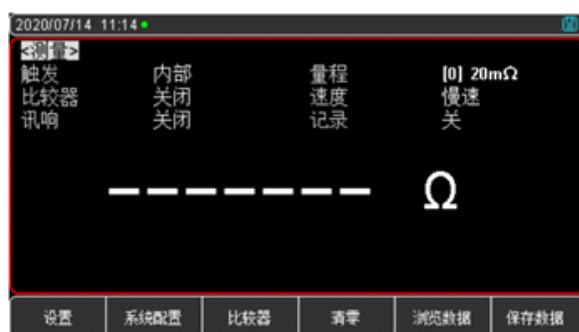 2020/07/14 11:14
<测量>
触发 内部 量程 [0] 20mΩ
比较器 关闭 速度 慢速
讯响 关闭 记录 关
------- Ω
设置 系统配置 比较器 清零 浏览数据 保存数据